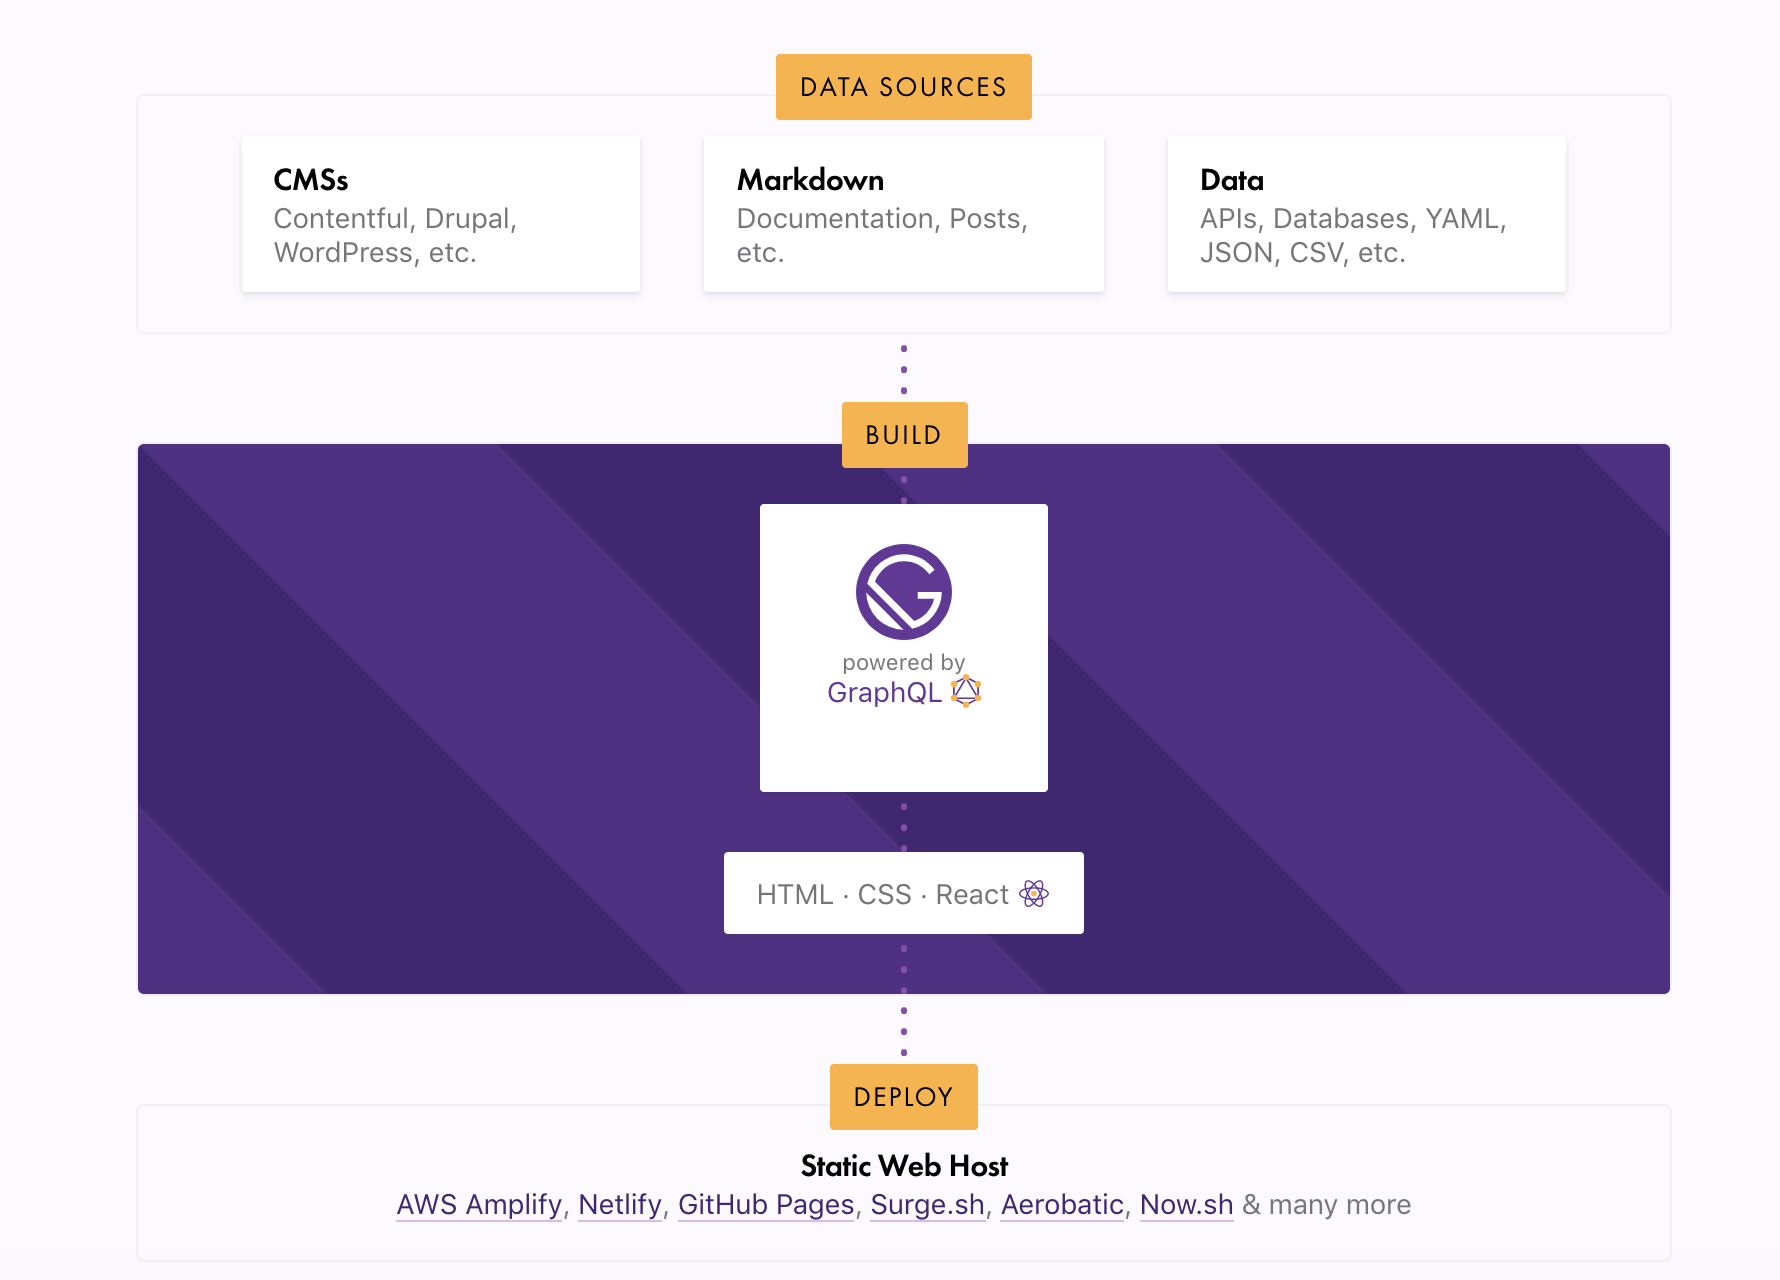 DATA SOURCES
CMSs
Contentful, Drupal,
WordPress, etc.
Markdown
Documentation, Posts,
etc.
Data
APIs, Databases, YAML,
JSON, CSV, etc.
BUILD
powered by
GraphQL
HTML · CSS · React
DEPLOY
Static Web Host
AWS Amplify, Netlify, GitHub Pages, Surge.sh, Aerobatic, Now.sh & many more